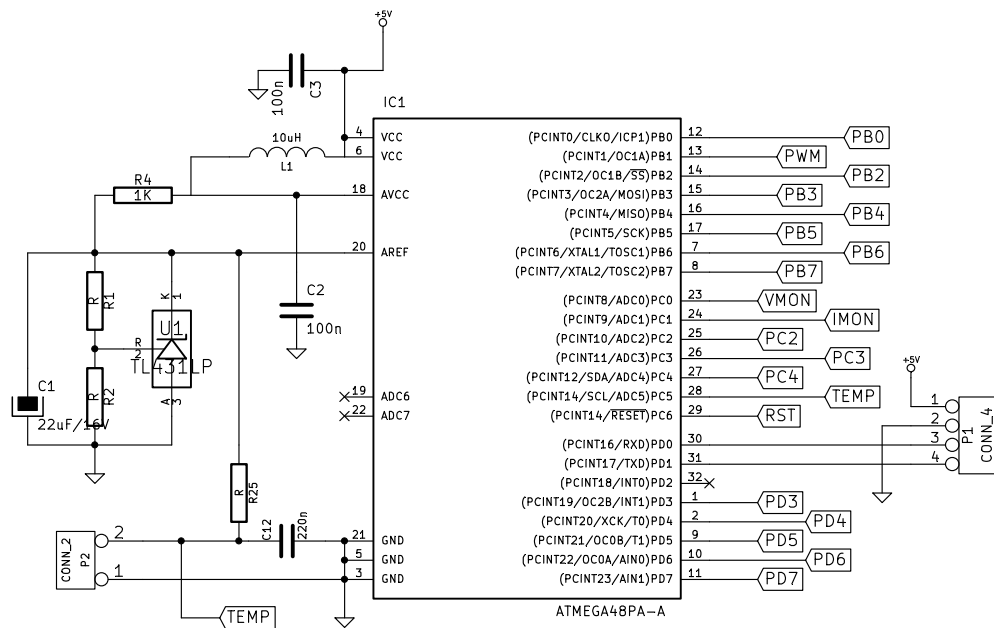 +5V
100n
C3
IC1
10uH
L1
4 VCC
6 VCC
R4
1K
18 AVCC
20 AREF
R
R1
K
1
C2
100n
U1
R
2
TL431LP
C1
22uF/16V
R
R2
A
3
19 ADC6
22 ADC7
R
R25
C12
220n
CONN_2
P2
2
1
21 GND
5 GND
3 GND
TEMP
(PCINT0/CLKO/ICP1)PB0 12 PB0
(PCINT1/OC1A)PB1 13 PWM
(PCINT2/OC1B/SS)PB2 14 PB2
(PCINT3/OC2A/MOSI)PB3 15 PB3
(PCINT4/MISO)PB4 16 PB4
(PCINT5/SCK)PB5 17 PB5
(PCINT6/XTAL1/TOSC1)PB6 7 PB6
(PCINT7/XTAL2/TOSC2)PB7 8 PB7
(PCINT8/ADC0)PC0 23 VMON
(PCINT9/ADC1)PC1 24 IMON
(PCINT10/ADC2)PC2 25 PC2
(PCINT11/ADC3)PC3 26 PC3
(PCINT12/SDA/ADC4)PC4 27 PC4
(PCINT14/SCL/ADC5)PC5 28 TEMP
(PCINT14/RESET)PC6 29 RST
(PCINT16/RXD)PD0 30
(PCINT17/TXD)PD1 31
(PCINT18/INT0)PD2 32
(PCINT19/OC2B/INT1)PD3 1 PD3
(PCINT20/XCK/T0)PD4 2 PD4
(PCINT21/OC0B/T1)PD5 9 PD5
(PCINT22/OC0A/AIN0)PD6 10 PD6
(PCINT23/AIN1)PD7 11 PD7
ATMEGA48PA-A
+5V
1
2
3
4
P1
CONN_4